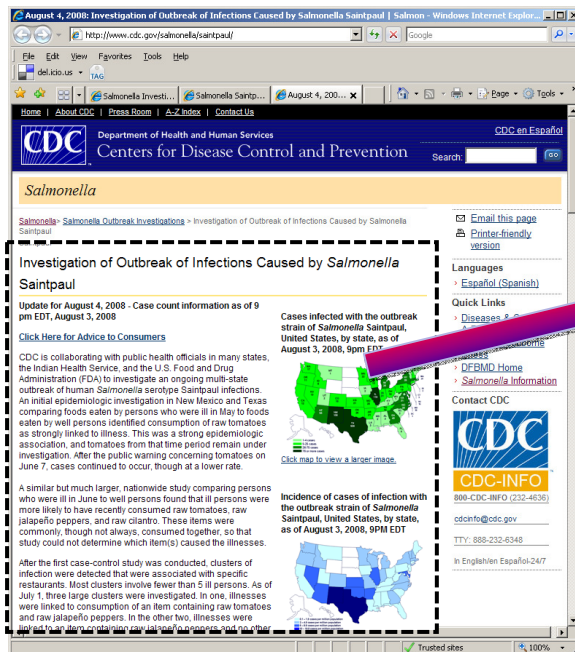 August 4, 2008: Investigation of Outbreak of Infections Caused by Salmonella Saintpaul | Salmon - Windows Internet Explor...
http://www.cdc.gov/salmonella/saintpaul/
Google
File Edit View Favorites Tools Help
del.icio.us TAG
Salmonella Investi... Salmonella Saintp... August 4, 200... Page Tools
Home | About CDC | Press Room | A-Z Index | Contact Us
CDC en Español
CDC
Department of Health and Human Services
Centers for Disease Control and Prevention
Search:
GO
Salmonella
Salmonella> Salmonella Outbreak Investigations > Investigation of Outbreak of Infections Caused by Salmonella
Saintpaul
Investigation of Outbreak of Infections Caused by Salmonella
Saintpaul
Update for August 4, 2008 - Case count information as of 9
pm EDT, August 3, 2008
Click Here for Advice to Consumers
CDC is collaborating with public health officials in many states,
the Indian Health Service, and the U.S. Food and Drug
Administration (FDA) to investigate an ongoing multi-state
outbreak of human Salmonella serotype Saintpaul infections.
An initial epidemiologic investigation in New Mexico and Texas
comparing foods eaten by persons who were ill in May to foods
eaten by well persons identified consumption of raw tomatoes
as strongly linked to illness. This was a strong epidemiologic
association, and tomatoes from that time period remain under
investigation. After the public warning concerning tomatoes on
June 7, cases continued to occur, though at a lower rate.
A similar but much larger, nationwide study comparing persons
who were ill in June to well persons found that ill persons were
more likely to have recently consumed raw tomatoes, raw
jalapeño peppers, and raw cilantro. These items were
commonly, though not always, consumed together, so that
study could not determine which item(s) caused the illnesses.
After the first case-control study was conducted, clusters of
infection were detected that were associated with specific
restaurants. Most clusters involve fewer than 5 ill persons. As of
July 1, three large clusters were investigated. In one, illnesses
were linked to consumption of an item containing raw tomatoes
and raw jalapeño peppers. In the other two, illnesses were
linked to an item containing raw jalapeño peppers and no other
Cases infected with the outbreak
strain of Salmonella Saintpaul,
United States, by state, as of
August 3, 2008, 9pm EDT
Click map to view a larger image.
Incidence of cases of infection with
the outbreak strain of Salmonella
Saintpaul, United States, by state,
as of August 3, 2008, 9PM EDT
Email this page
Printer-friendly
version
Languages
Español (Spanish)
Quick Links
Diseases &
DFBMD Home
Salmonella Information
Contact CDC
CDC
CDC-INFO
800-CDC-INFO (232-4636)
cdcinfo@cdc.gov
TTY: 888-232-6348
In English/en Español-24/7
Trusted sites
100%